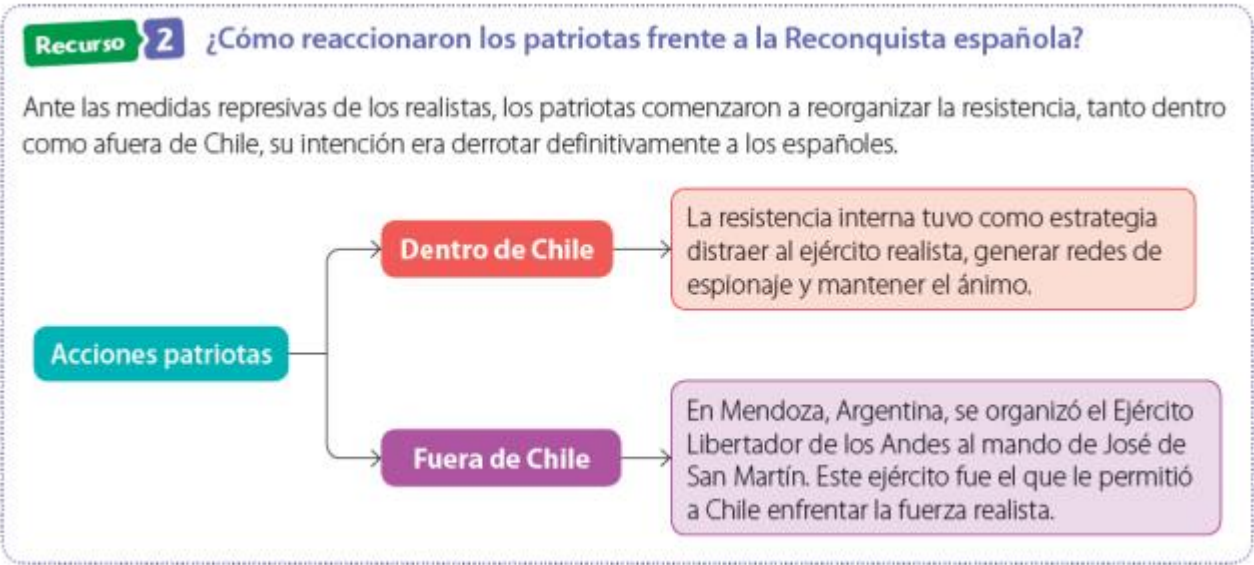 Recurso 2 ¿Cómo reaccionaron los patriotas frente a la Reconquista española?
Ante las medidas represivas de los realistas, los patriotas comenzaron a reorganizar la resistencia, tanto dentro
como afuera de Chile, su intención era derrotar definitivamente a los españoles.
Acciones patriotas
Dentro de Chile
La resistencia interna tuvo como estrategia
distraer al ejército realista, generar redes de
espionaje y mantener el ánimo.
Fuera de Chile
En Mendoza, Argentina, se organizó el Ejército
Libertador de los Andes al mando de José de
San Martín. Este ejército fue el que le permitió
a Chile enfrentar la fuerza realista.